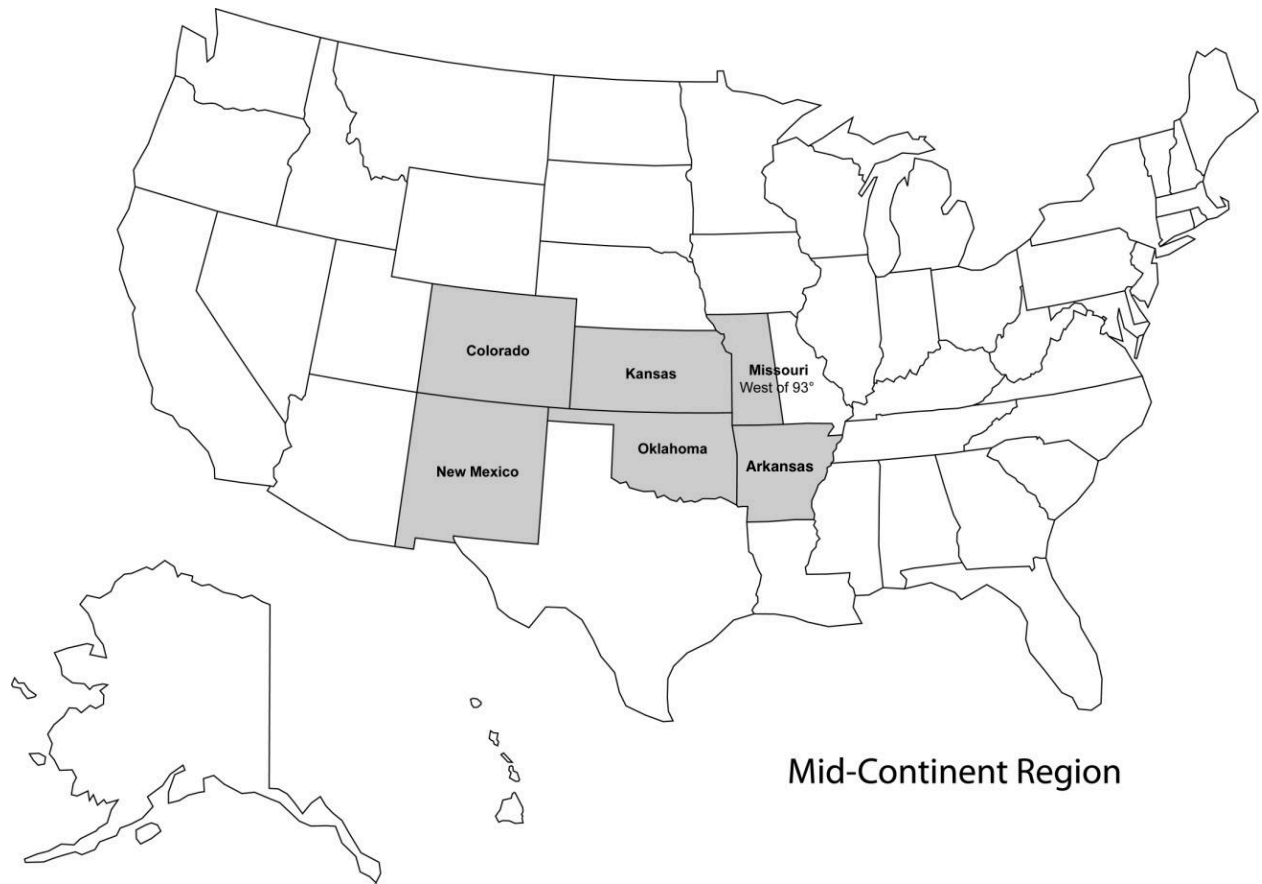 Colorado
Kansas
Missouri
West of 93°
Oklahoma
New Mexico
Arkansas
Mid-Continent Region